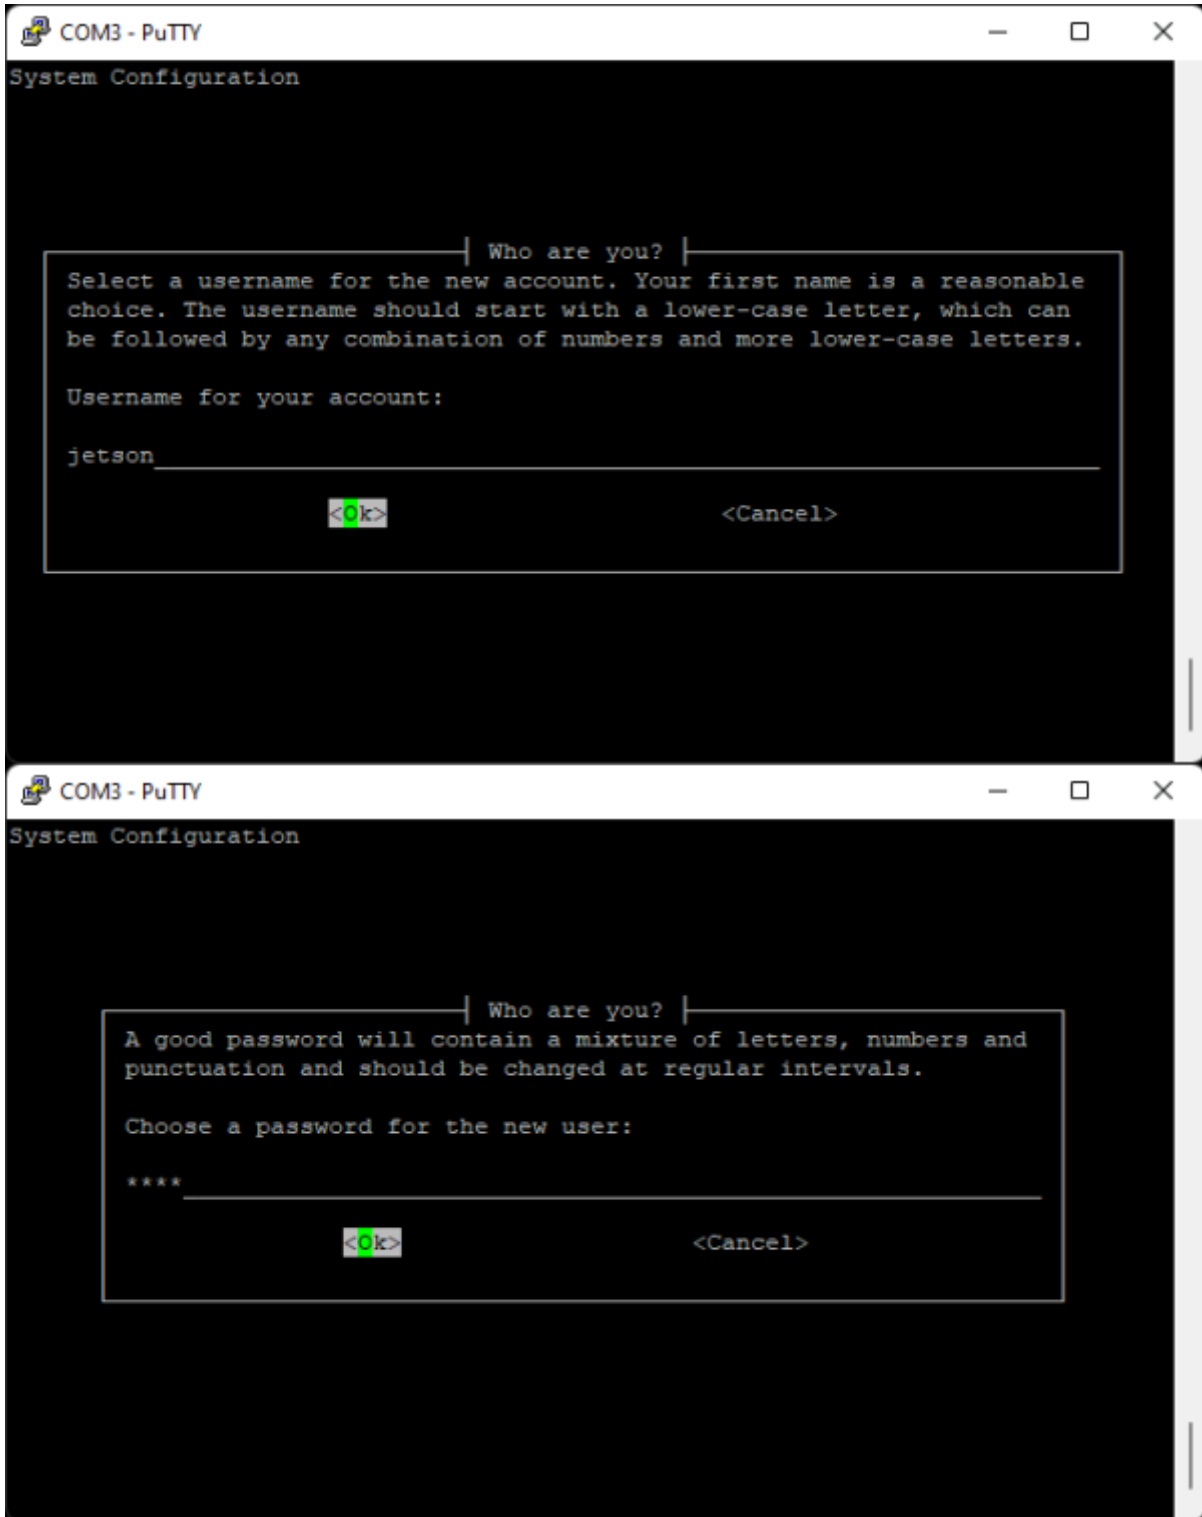 COM3 - PuTTY
System Configuration
Who are you?
Select a username for the new account. Your first name is a reasonable
choice. The username should start with a lower-case letter, which can
be followed by any combination of numbers and more lower-case letters.
Username for your account:
jetson
<Ok> <Cancel>
COM3 - PuTTY
System Configuration
Who are you?
A good password will contain a mixture of letters, numbers and
punctuation and should be changed at regular intervals.
Choose a password for the new user:
****
<Ok> <Cancel>